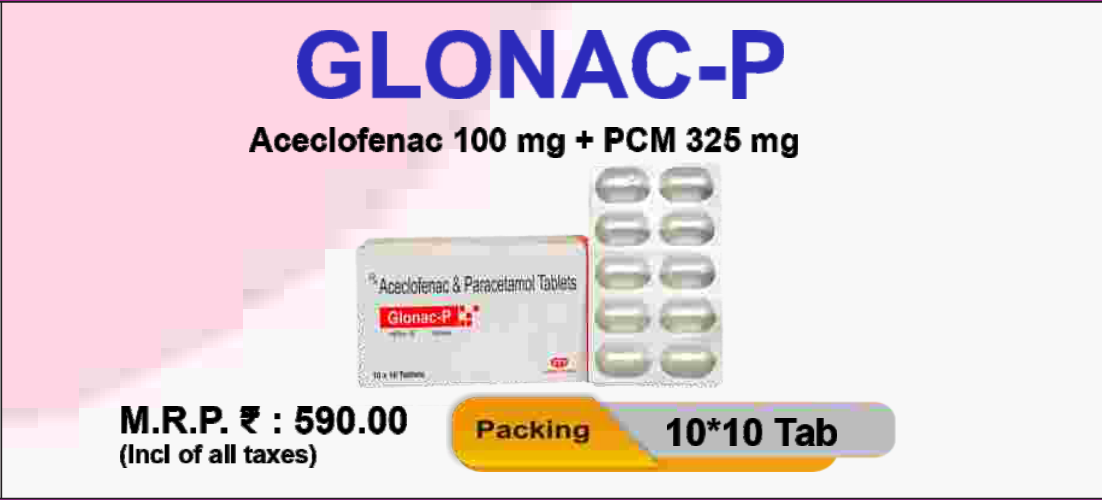 GLONAC-P
Aceclofenac 100 mg + PCM 325 mg
Rx Aceclofenac & Paracetamol Tablets
Glonac-P
10 x 10 Tablets
M.R.P. ₹ : 590.00
(Incl of all taxes)
Packing
10*10 Tab